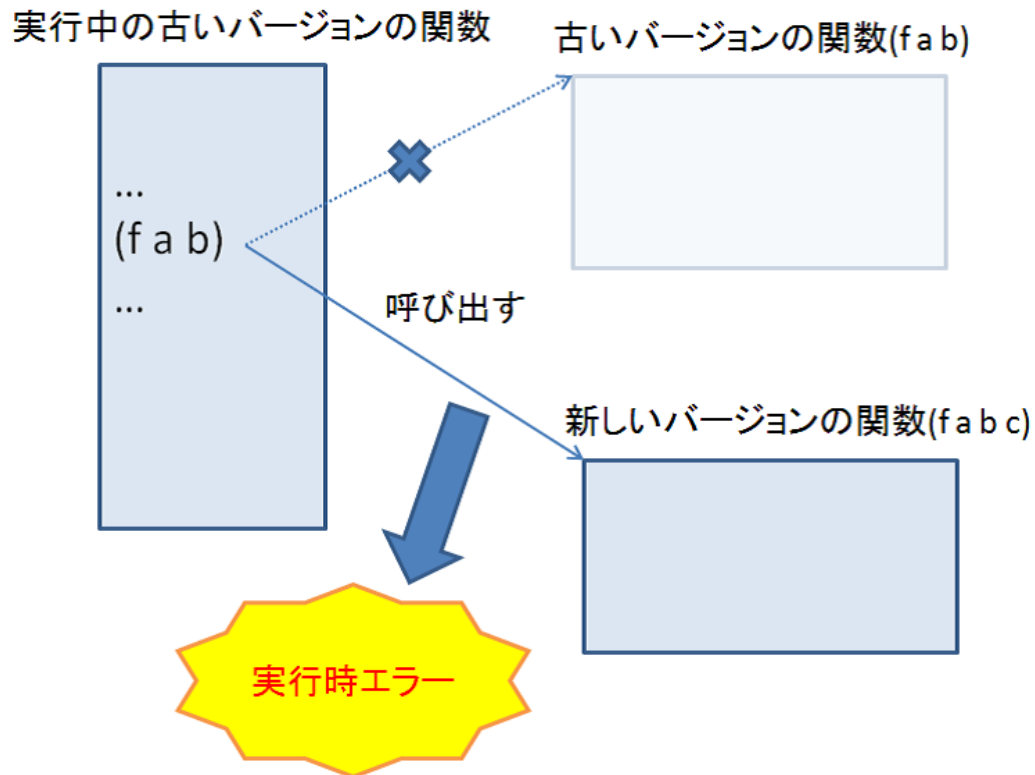 実行中の古いバージョンの関数
古いバージョンの関数(f a b)
...
(f a b)
...
呼び出す
新しいバージョンの関数(f a b c)
実行時エラー